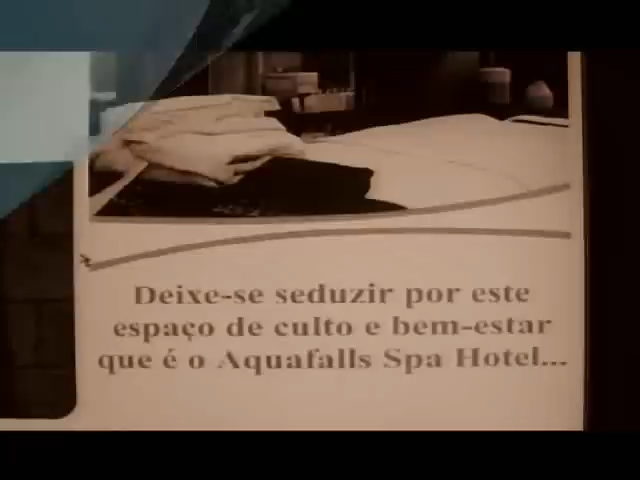 Deixe-se seduzir por este
espaço de culto e bem-estar
que é o Aquafalls Spa Hotel...